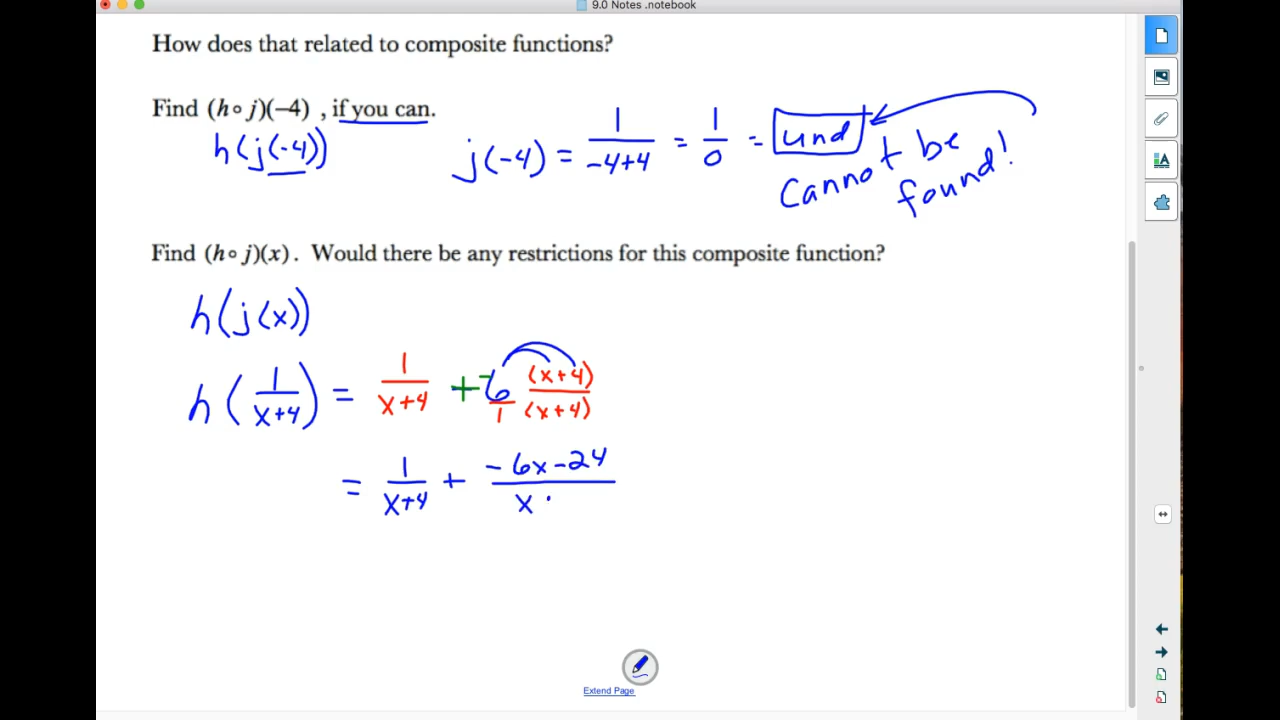 9.0 Notes .notebook
How does that related to composite functions?
Find (h∘j)(−4) , if you can.
h(j(-4)) j(-4) = 1/(-4+4) = 1/0 = und
Cannot be found!
Find (h∘j)(x). Would there be any restrictions for this composite function?
h(j(x))
h(1/(x+4)) = 1/(x+4) + -6/1 (x+4)/(x+4)
= 1/(x+4) + (-6x-24)/x
Extend Page